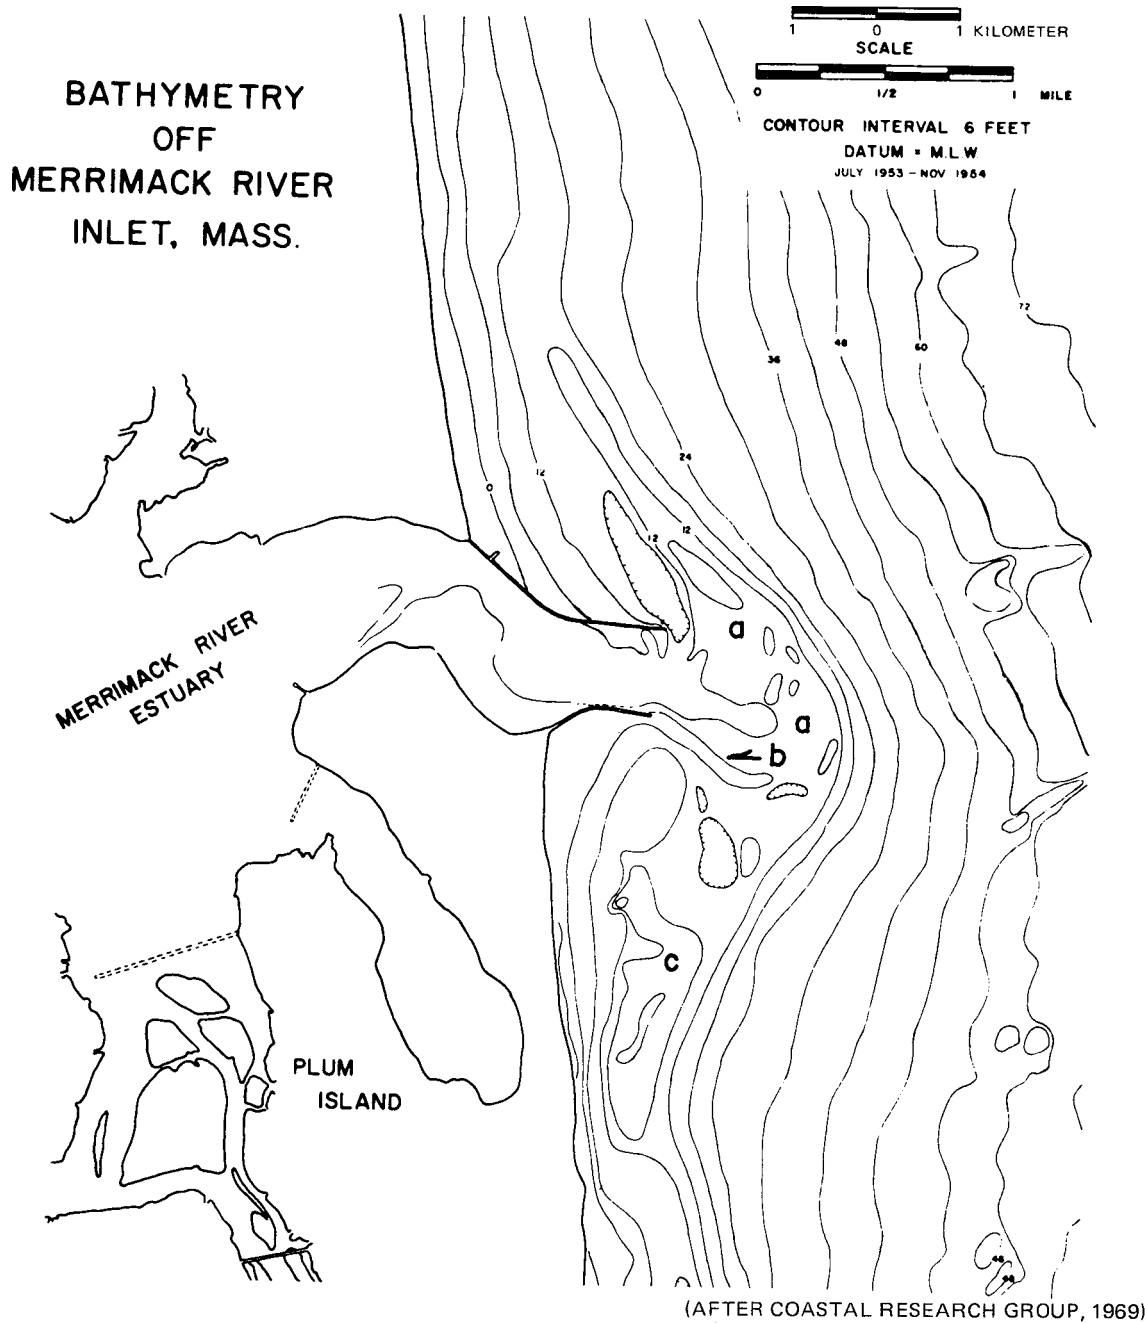 BATHYMETRY
OFF
MERRIMACK RIVER
INLET, MASS.
1 0 1 KILOMETER
SCALE
0 1/2 1 MILE
CONTOUR INTERVAL 6 FEET
DATUM = M.L.W.
JULY 1953 – NOV 1954
72
48
60
36
24
12
0
12
12
a
MERRIMACK RIVER
ESTUARY
a
b
c
PLUM
ISLAND
48
48
(AFTER COASTAL RESEARCH GROUP, 1969)